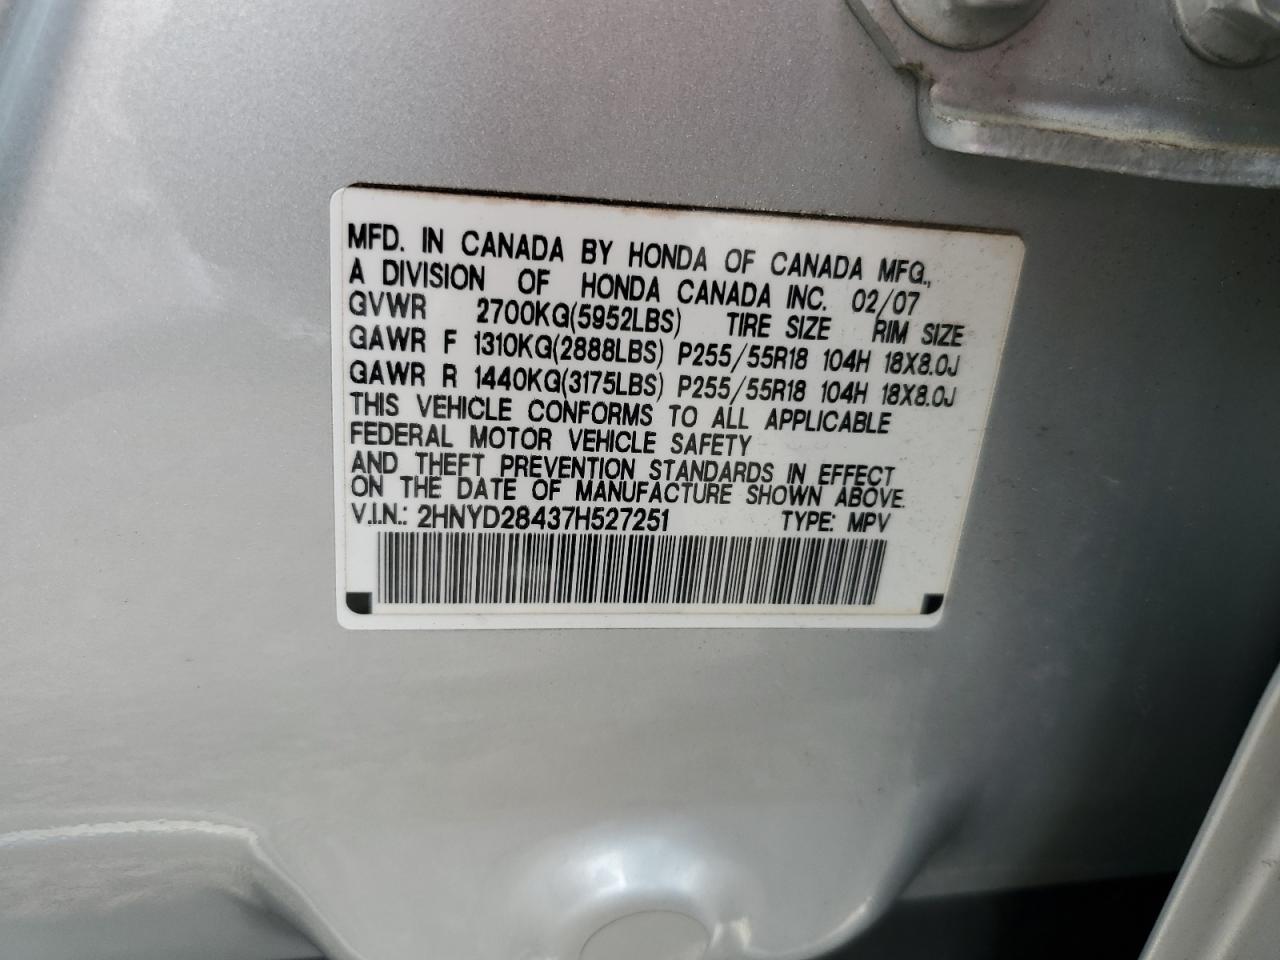 MFD. IN CANADA BY HONDA OF CANADA MFG.,
A DIVISION OF HONDA CANADA INC. 02/07
GVWR 2700KG(5952LBS) TIRE SIZE RIM SIZE
GAWR F 1310KG(2888LBS) P255/55R18 104H 18X8.0J
GAWR R 1440KG(3175LBS) P255/55R18 104H 18X8.0J
THIS VEHICLE CONFORMS TO ALL APPLICABLE
FEDERAL MOTOR VEHICLE SAFETY
AND THEFT PREVENTION STANDARDS IN EFFECT
ON THE DATE OF MANUFACTURE SHOWN ABOVE.
V.I.N.: 2HNYD28437H527251 TYPE: MPV